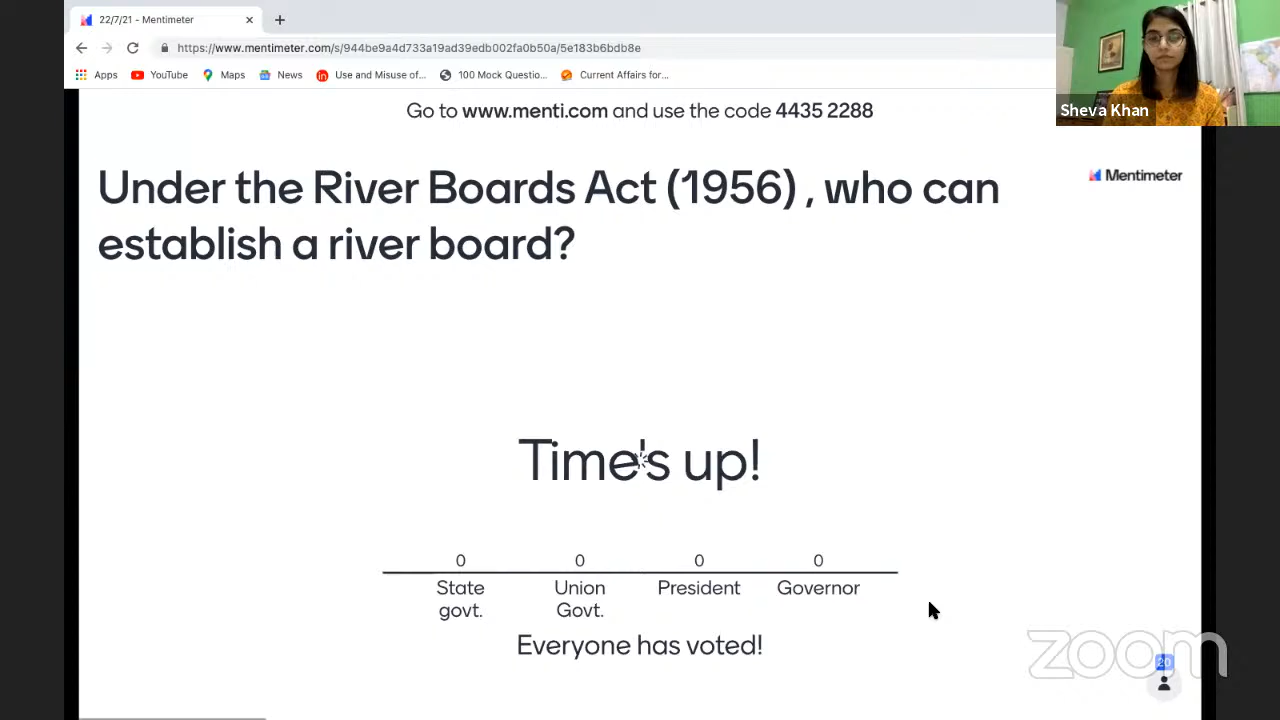 22/7/21 - Mentimeter
https://www.mentimeter.com/s/944be9a4d733a19ad39edb002fa0b50a/5e183b6bdb8e
Apps YouTube Maps News Use and Misuse of... 100 Mock Questio... Current Affairs for...
Sheva Khan
Go to www.menti.com and use the code 4435 2288
Mentimeter
Under the River Boards Act (1956) , who can
establish a river board?
Time's up!
0 0 0 0
State Union President Governor
govt. Govt.
Everyone has voted!
zoom
20